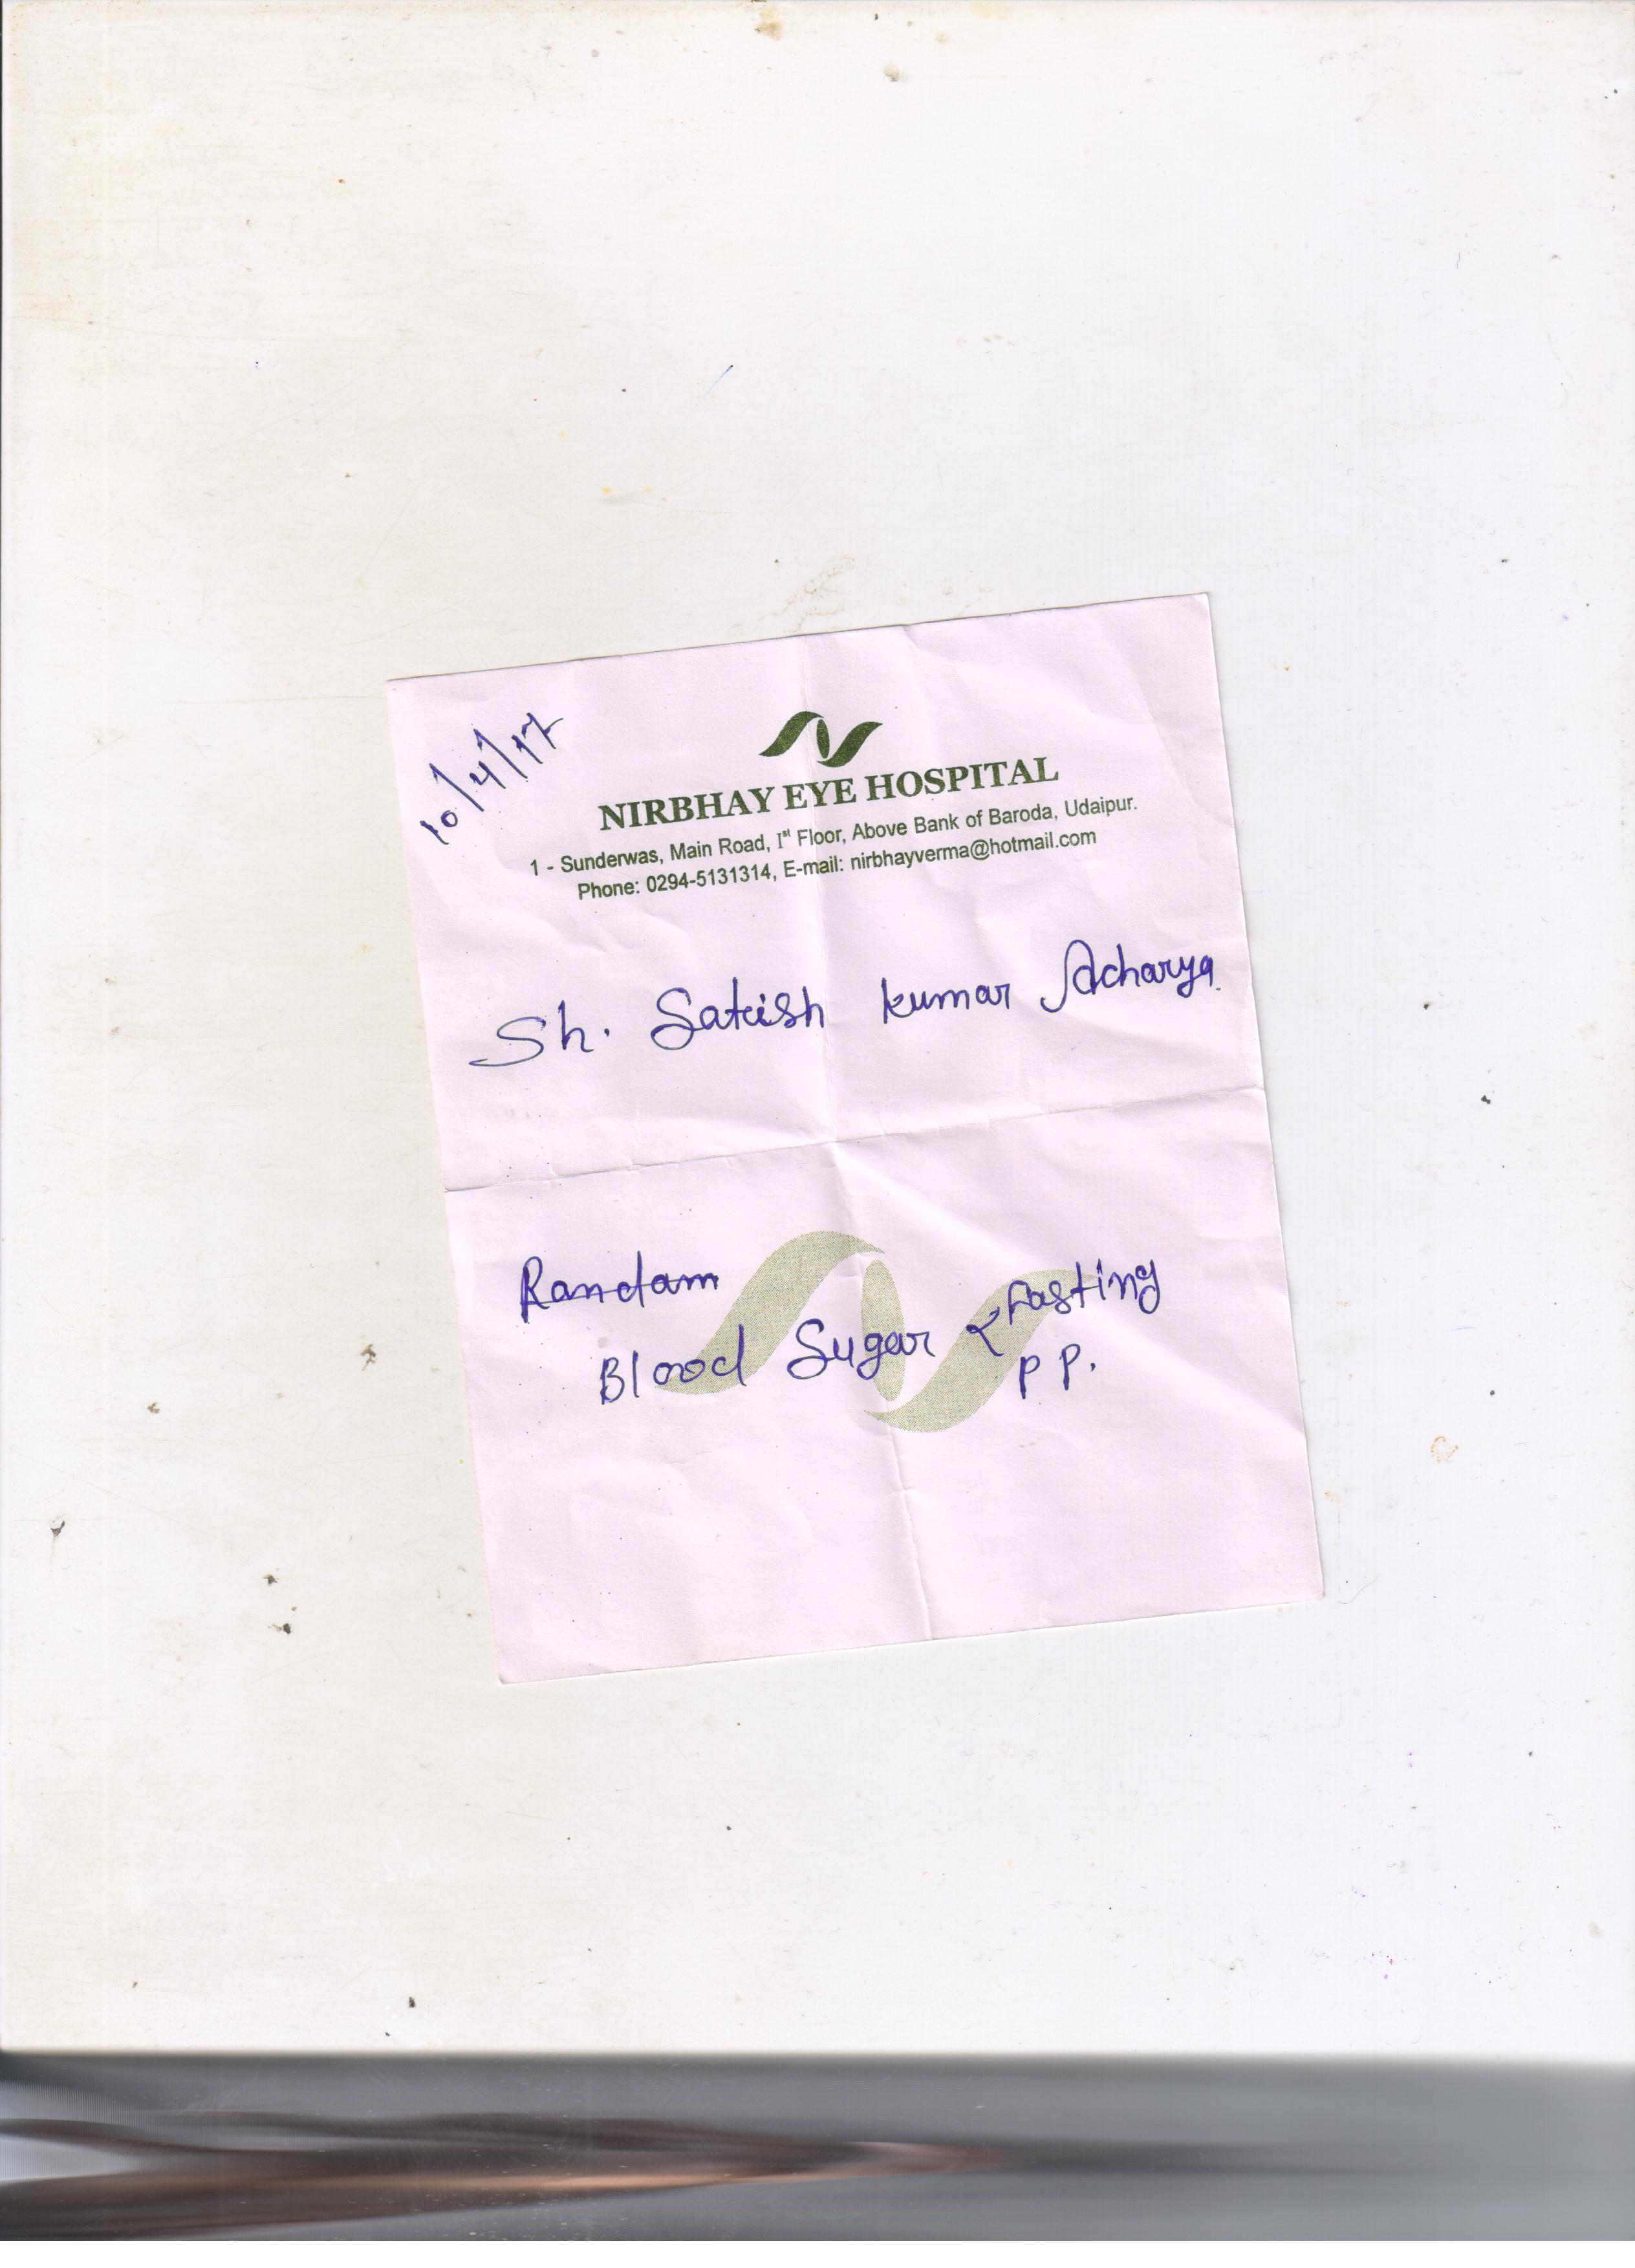 10/4/17
NIRBHAY EYE HOSPITAL
1 - Sunderwas, Main Road, Ist Floor, Above Bank of Baroda, Udaipur.
Phone: 0294-5131314, E-mail: nirbhayverma@hotmail.com
Sh. Satish kumar Acharya
Randam
Blood Sugar < Fasting
PP.